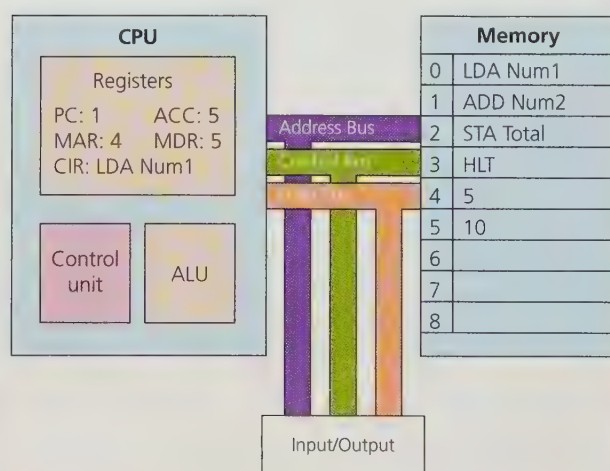 CPU
Registers
PC: 1 ACC: 5
MAR: 4 MDR: 5
CIR: LDA Num1
Control
unit
ALU
Address Bus
Control Bus
Memory
0 LDA Num1
1 ADD Num2
2 STA Total
3 HLT
4 5
5 10
6
7
8
Input/Output